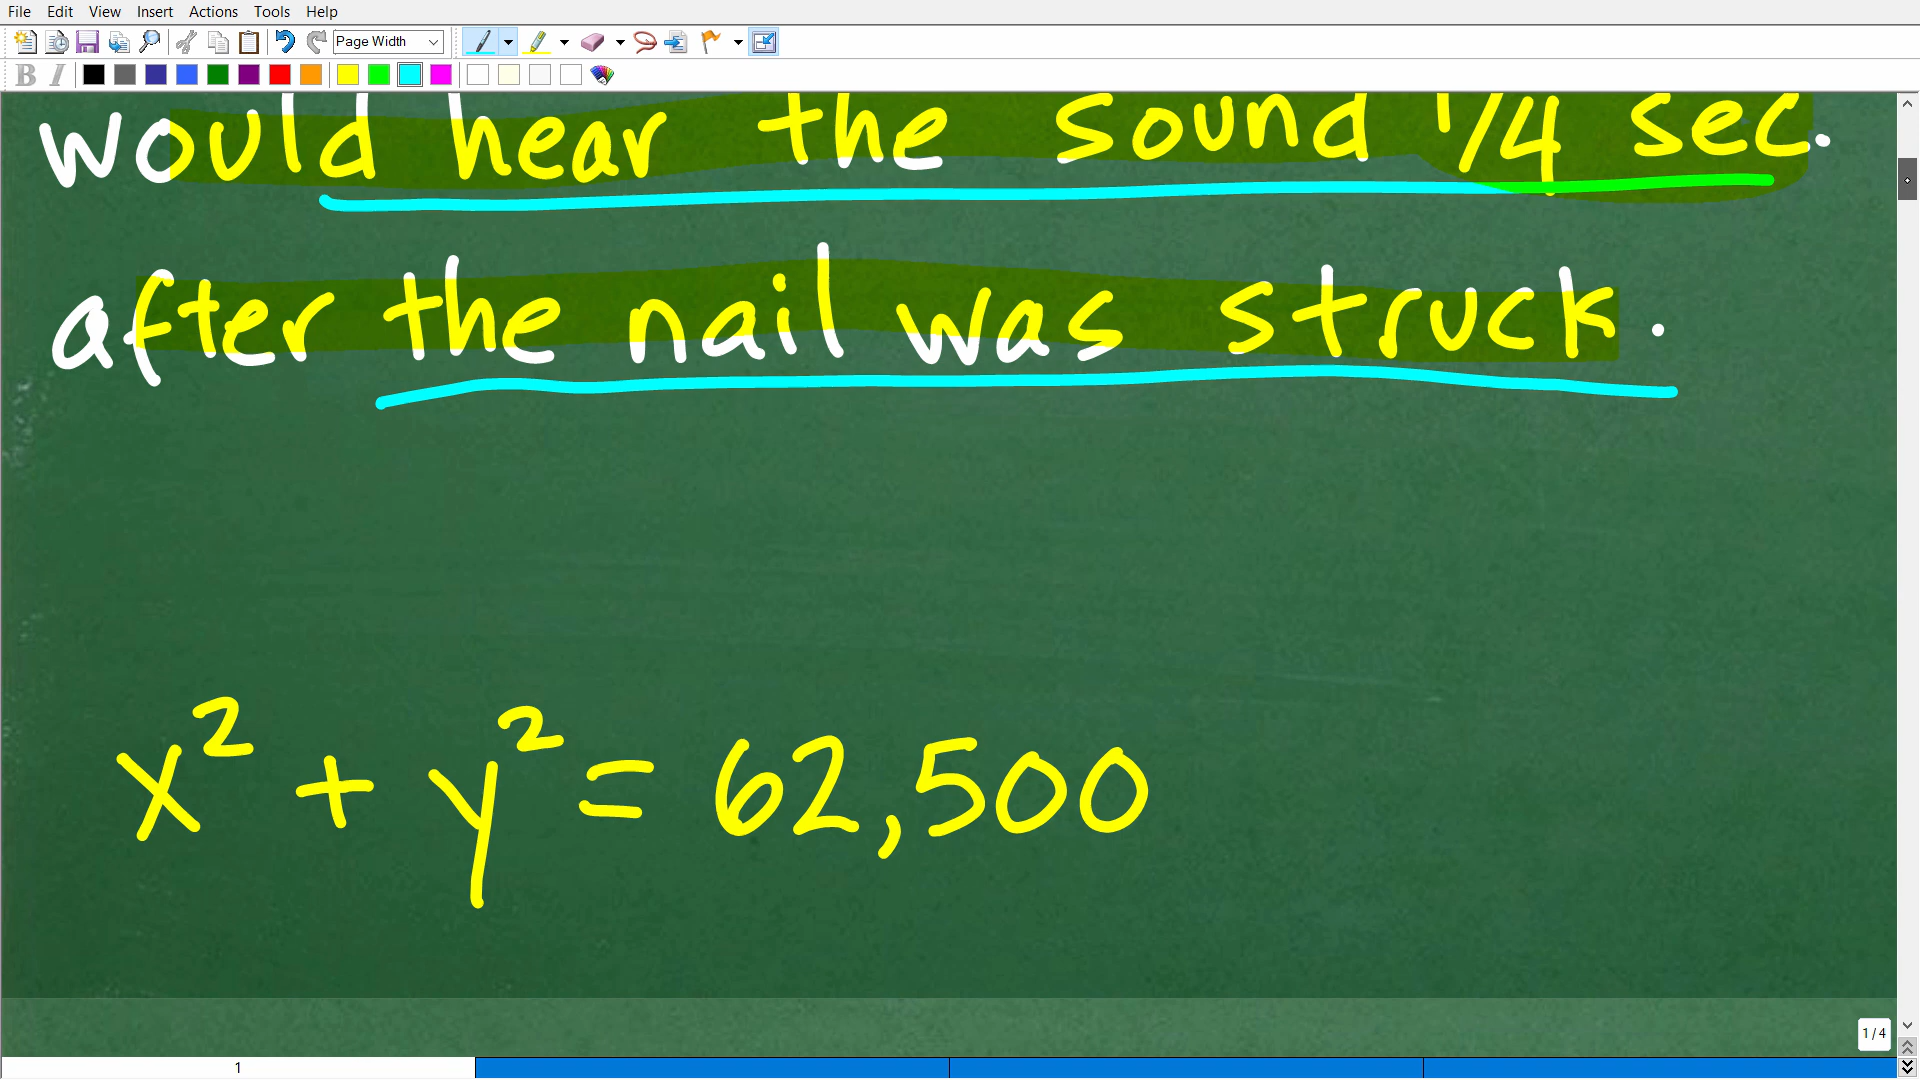 File Edit View Insert Actions Tools Help
Page Width
B I
would hear the sound 1/4 sec.
after the nail was struck.
x² + y² = 62,500
1 / 4
1